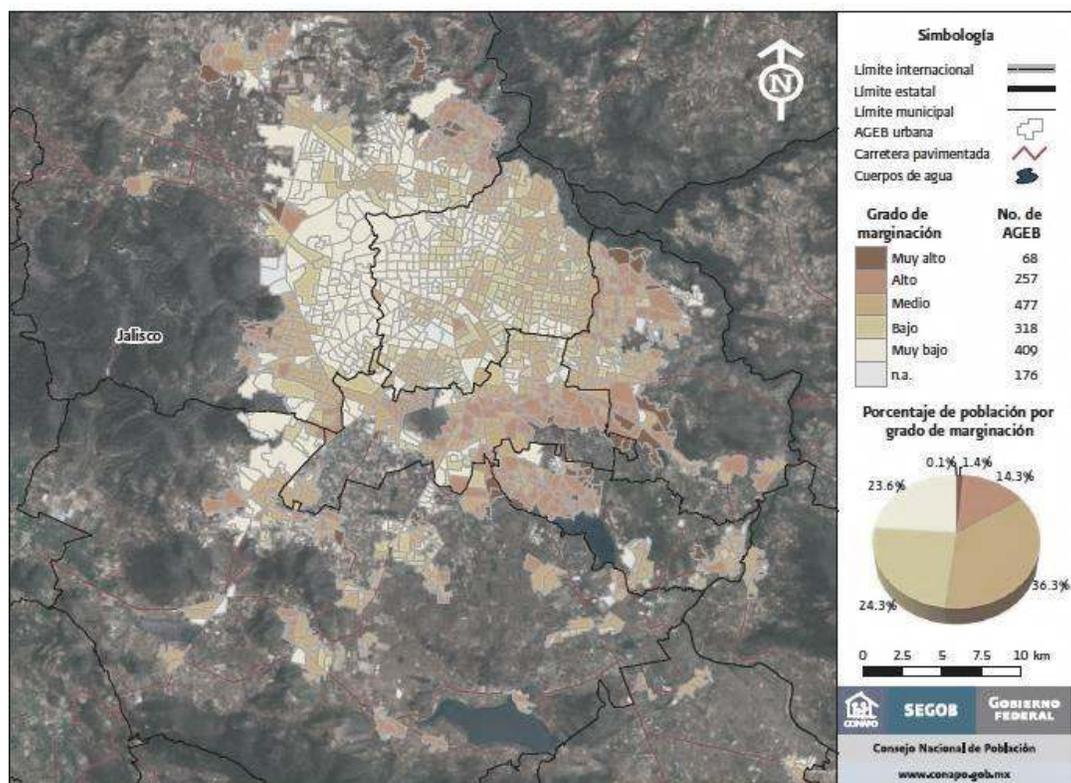 Jalisco
N
Simbología
Límite internacional
Límite estatal
Límite municipal
AGEB urbana
Carretera pavimentada
Cuerpos de agua
Grado de marginación No. de AGEB
Muy alto 68
Alto 257
Medio 477
Bajo 318
Muy bajo 409
n.a. 176
Porcentaje de población por
grado de marginación
0.1% 1.4%
14.3%
23.6%
36.3%
24.3%
0 2.5 5 7.5 10 km
CONAPO SEGOB GOBIERNO FEDERAL
Consejo Nacional de Población
www.conapo.gob.mx